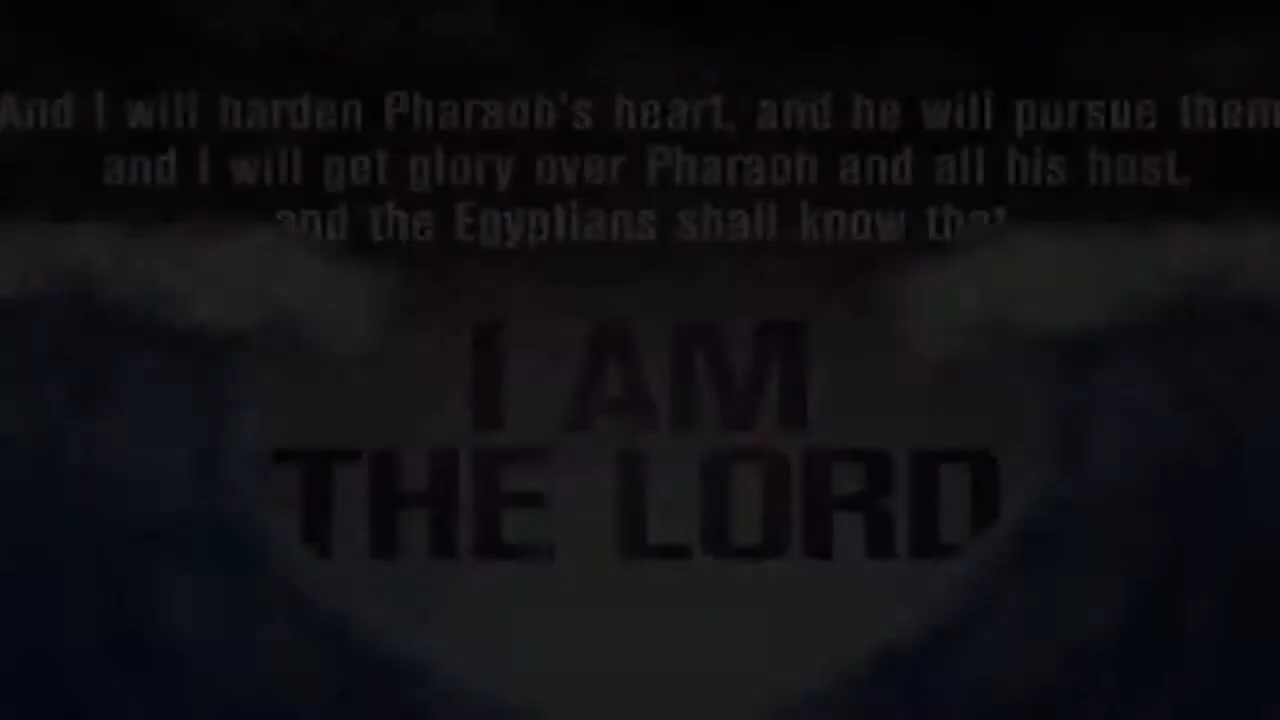 And I will harden Pharaoh's heart, and he will pursue them
and I will get glory over Pharaoh and all his host,
and the Egyptians shall know that
I AM
THE LORD